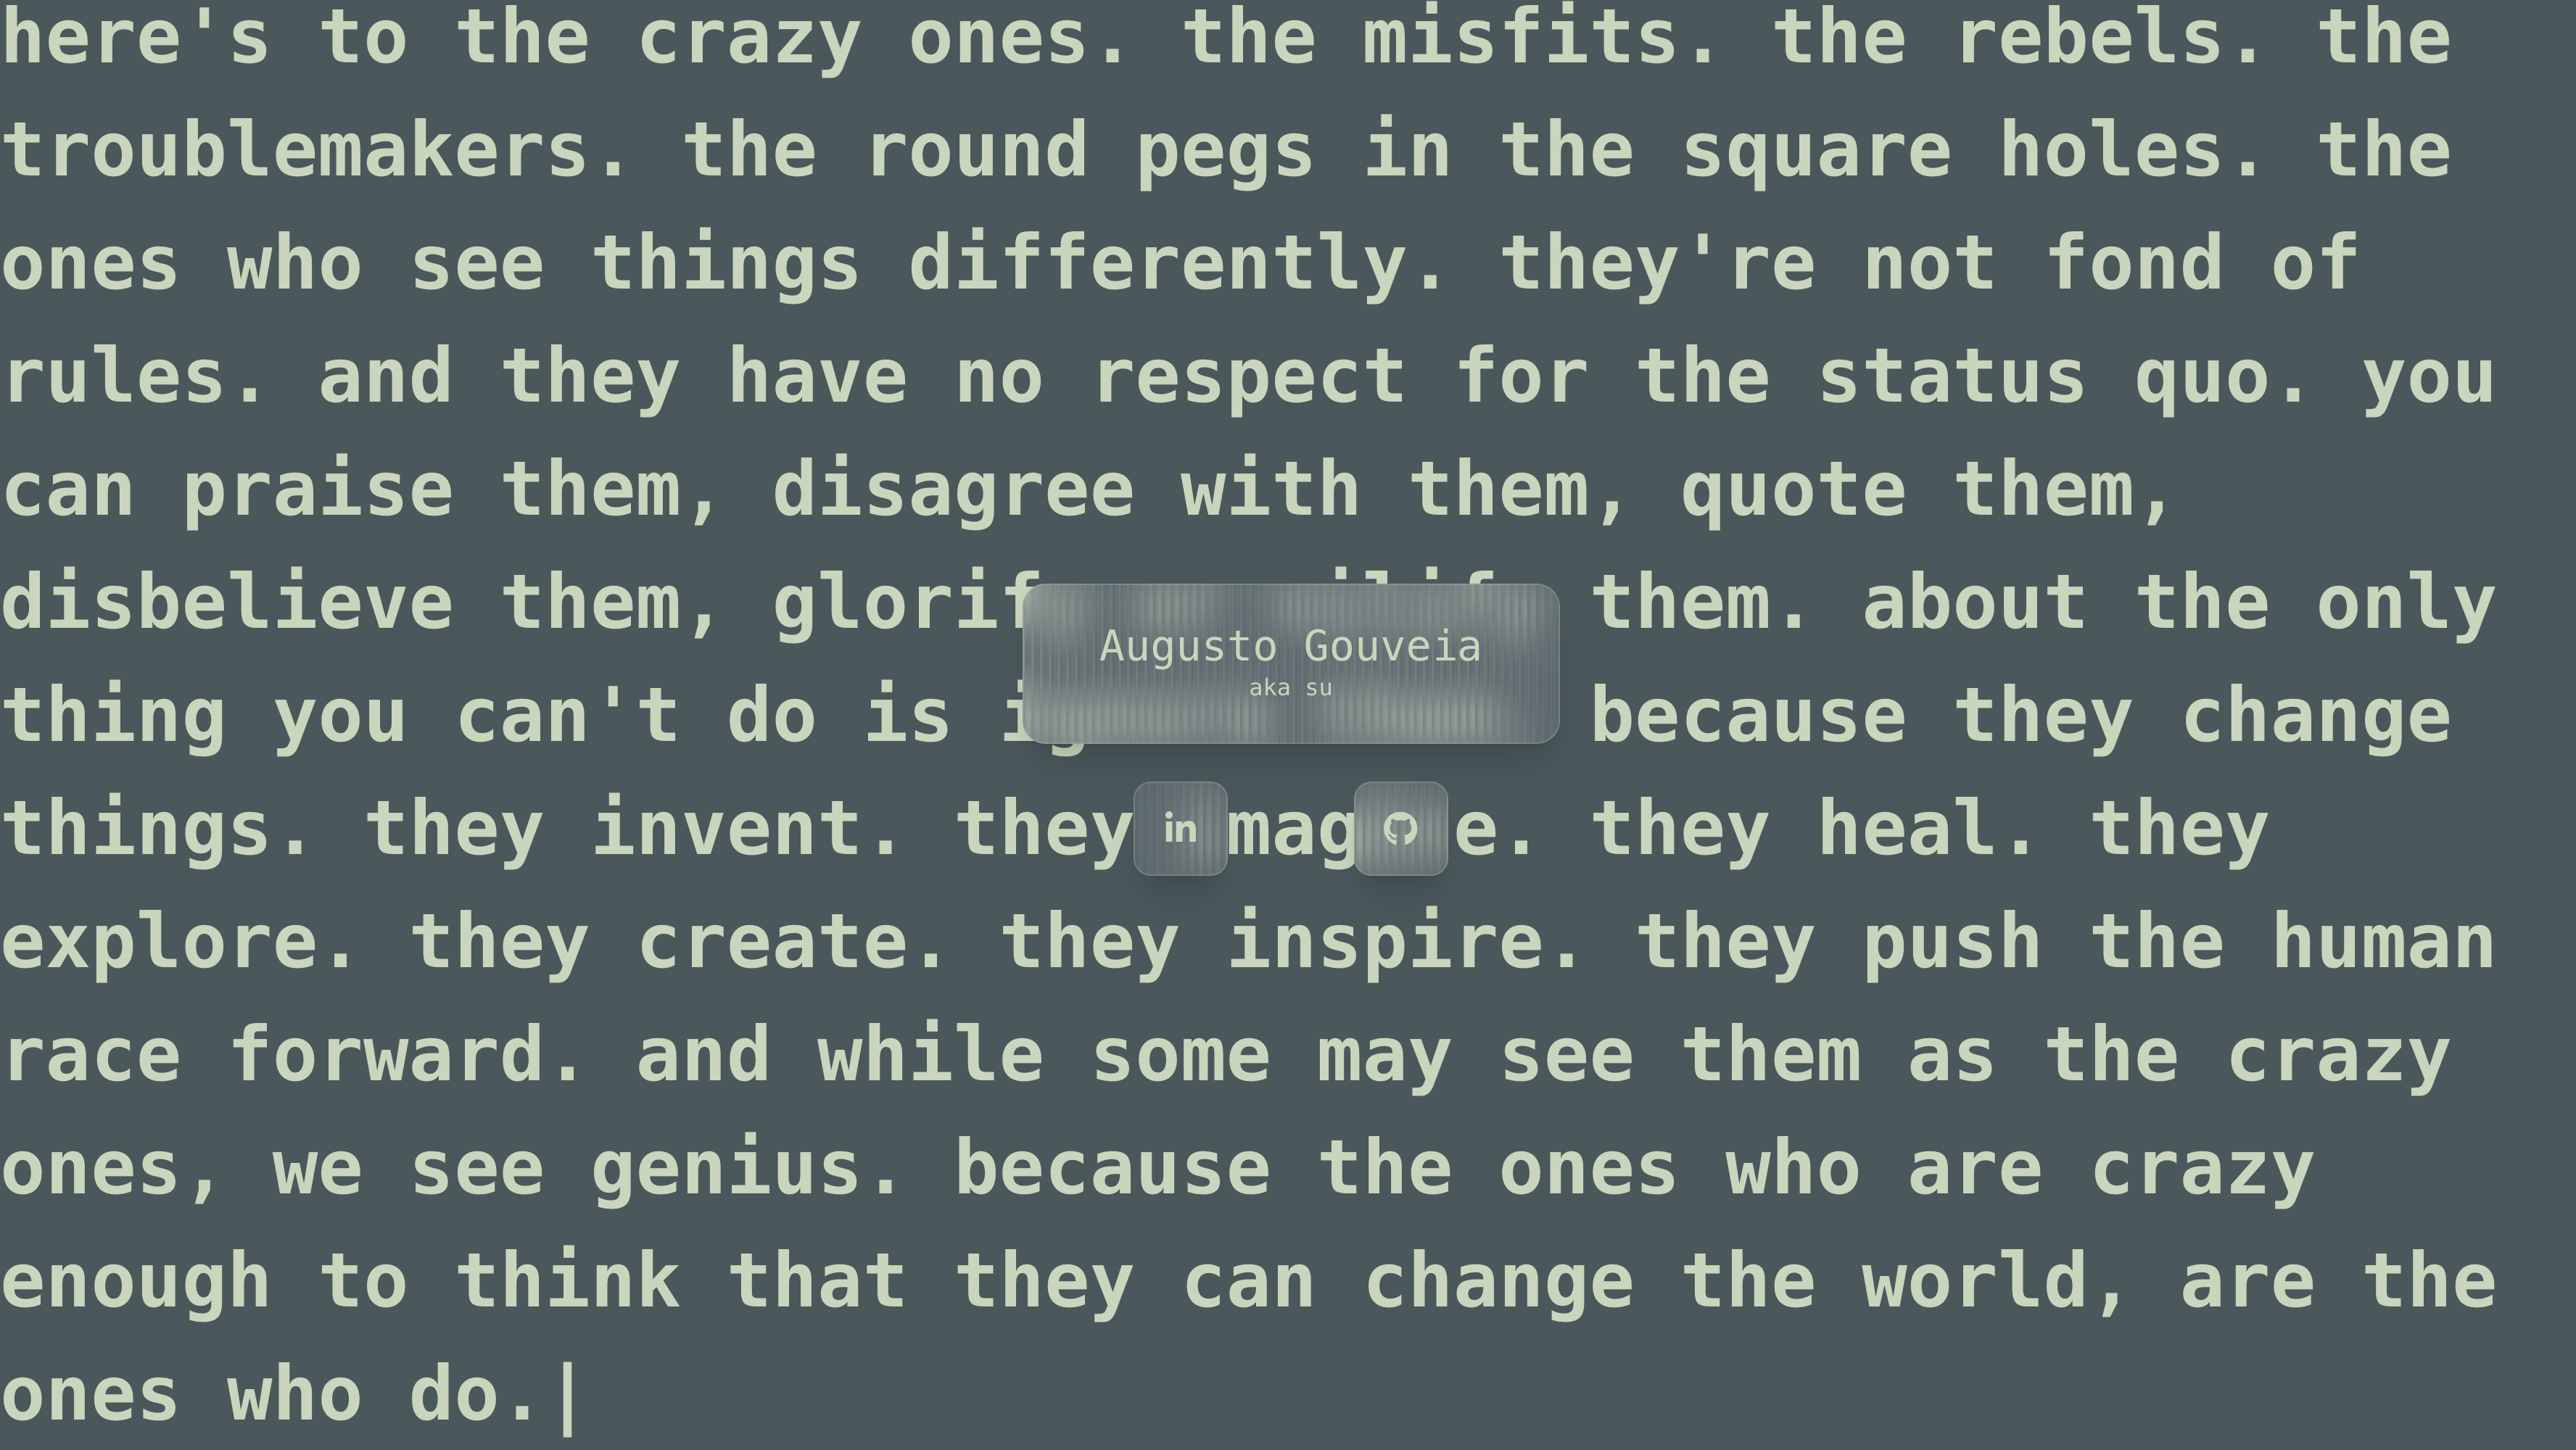 here's to the crazy ones. the misfits. the rebels. the
troublemakers. the round pegs in the square holes. the
ones who see things differently. they're not fond of
rules. and they have no respect for the status quo. you
can praise them, disagree with them, quote them,
disbelieve them, them. about the only
Augusto Gouveia
aka su
thing you can't do is because they change
things. they invent. they in mag e. they heal. they
explore. they create. they inspire. they push the human
race forward. and while some may see them as the crazy
ones, we see genius. because the ones who are crazy
enough to think that they can change the world, are the
ones who do.|